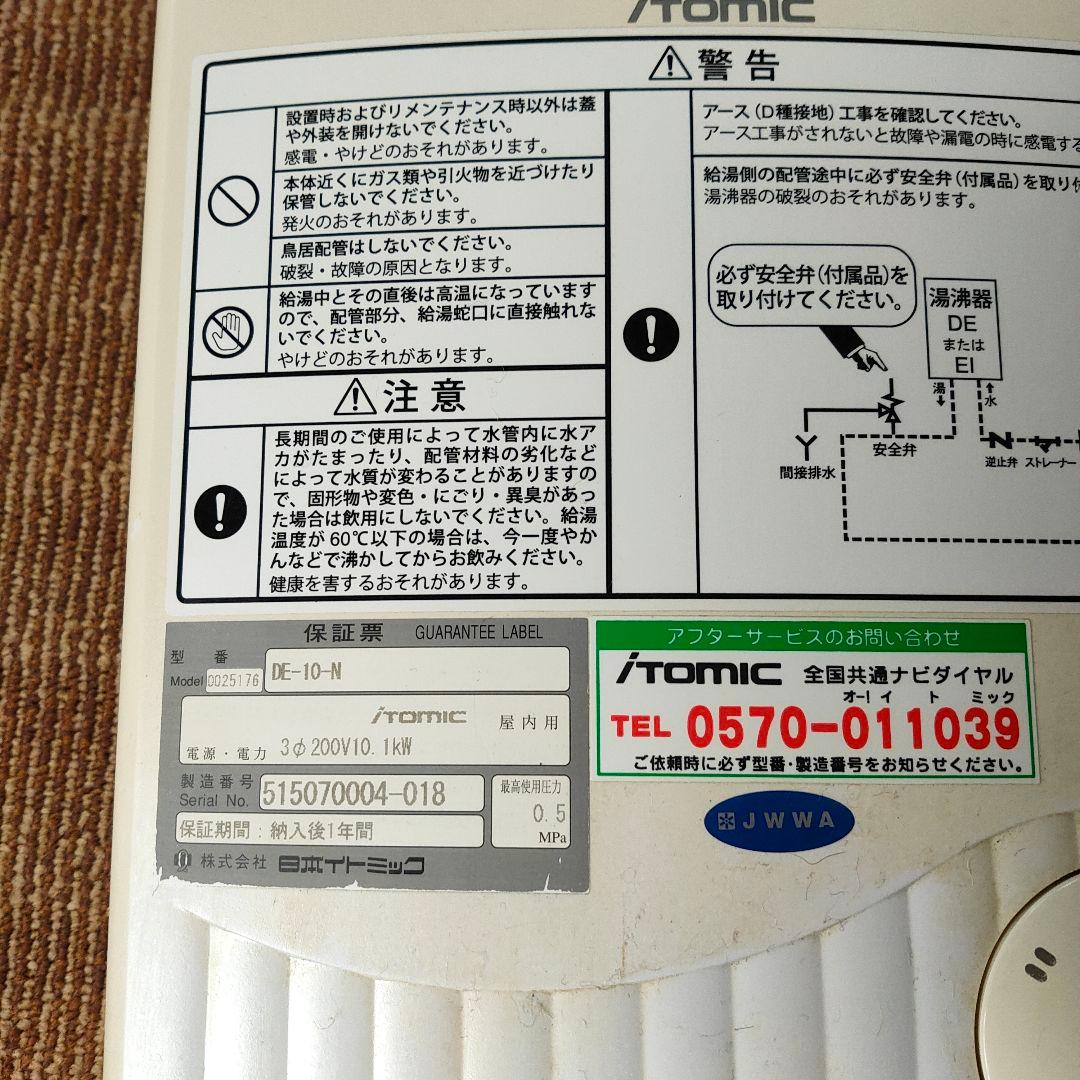 iTOMIC
警告
設置時およびリメンテナンス時以外は蓋
や外装を開けないでください。
感電・やけどのおそれがあります。
本体近くにガス類や引火物を近づけたり
保管しないでください。
発火のおそれがあります。
鳥居配管はしないでください。
破裂・故障の原因となります。
給湯中とその直後は高温になっています
ので、配管部分、給湯蛇口に直接触れな
いでください。
やけどのおそれがあります。
注意
長期間のご使用によって水管内に水ア
カがたまったり、配管材料の劣化など
によって水質が変わることがありますの
で、固形物や変色・にごり・異臭があっ
た場合は飲用にしないでください。給湯
温度が60℃以下の場合は、今一度やか
んなどで沸かしてからお飲みください。
健康を害するおそれがあります。
アース(D種接地)工事を確認してください。
アース工事がされないと故障や漏電の時に感電する
給湯側の配管途中に必ず安全弁(付属品)を取り付
湯沸器の破裂のおそれがあります。
必ず安全弁(付属品)を
取り付けてください。
湯沸器
DE
または
EI
湯
水
間接排水
安全弁
逆止弁
ストレーナー
保証票 GUARANTEE LABEL
型番
Model 0025176 DE-10-N
iTOMIC 屋内用
電源・電力 3φ200V10.1kW
製造番号
Serial No. 515070004-018
最高使用圧力
0.5
MPa
保証期間:納入後1年間
株式会社 日本イトミック
アフターサービスのお問い合わせ
iTOMIC 全国共通ナビダイヤル
オー!イ ト ミック
TEL 0570-011039
ご依頼時に必ず型番・製造番号をお知らせください。
JWWA